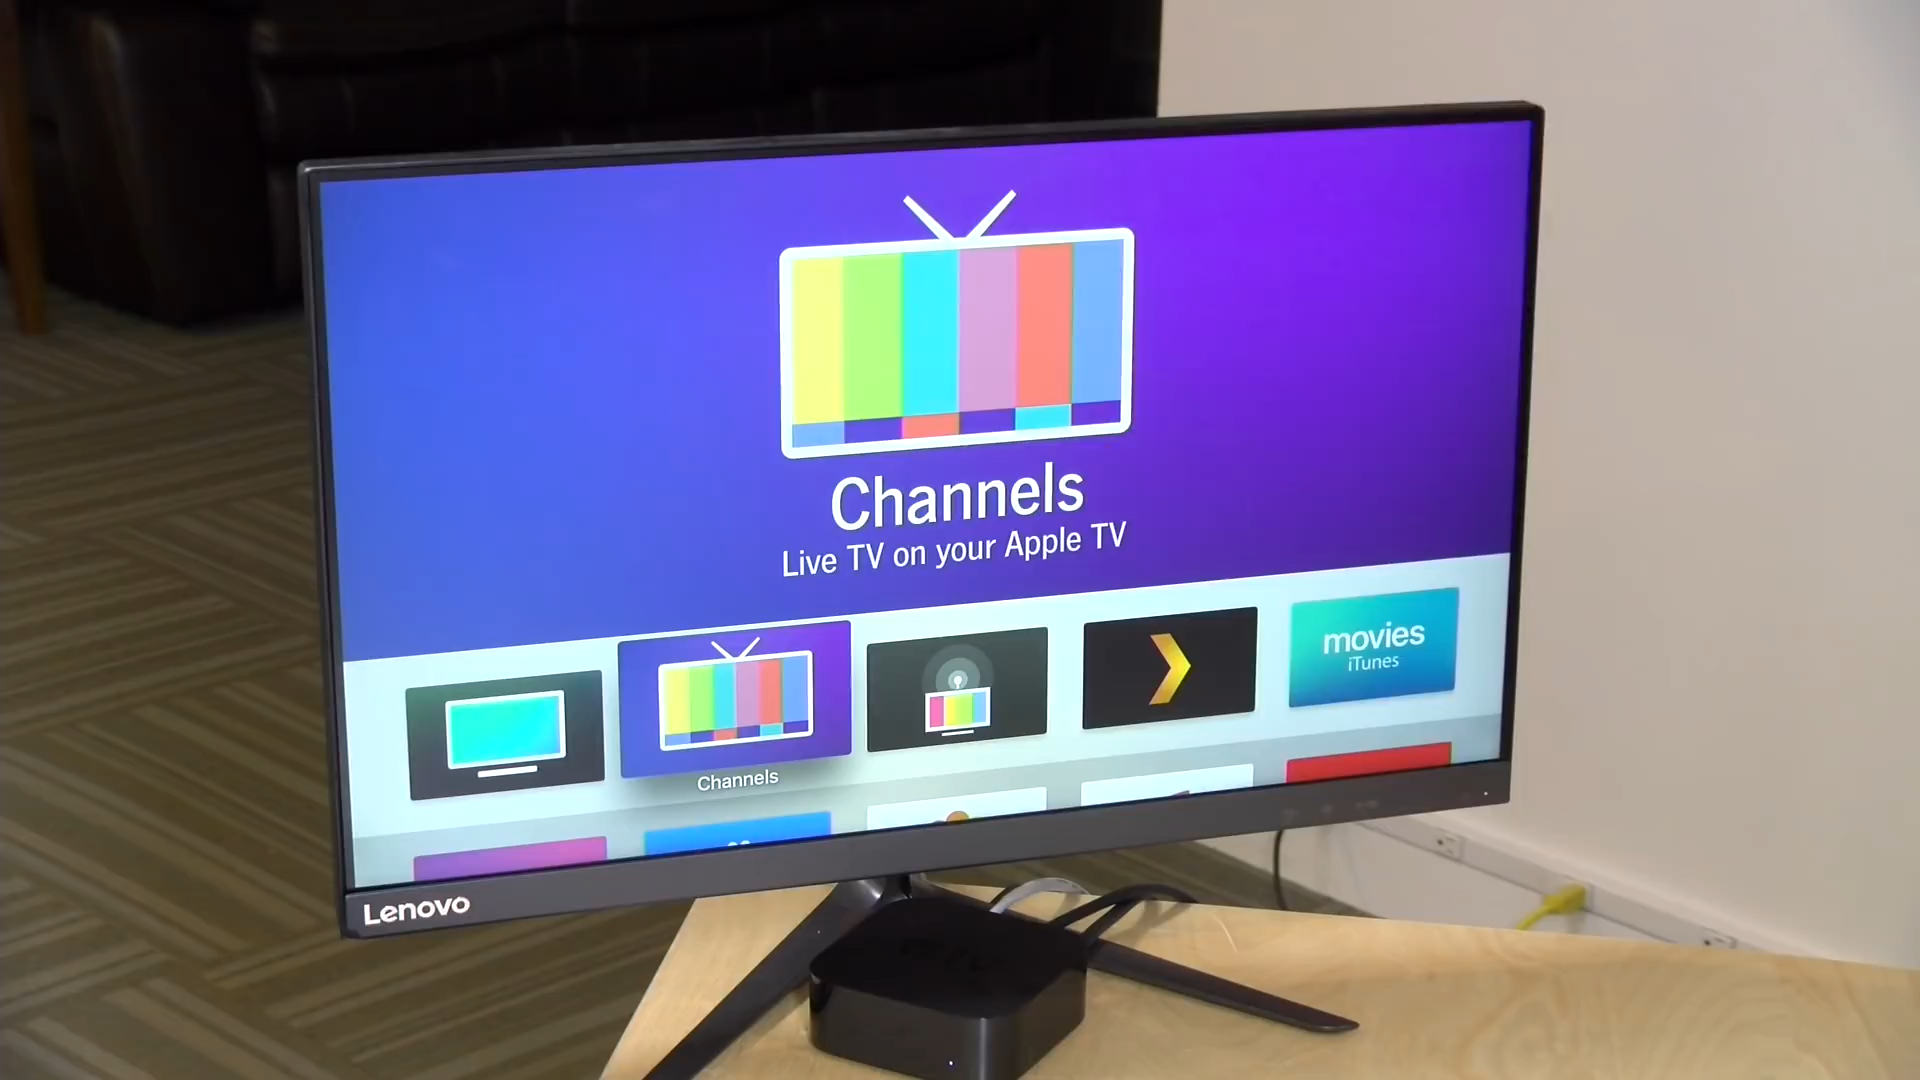 Channels
Live TV on your Apple TV
movies
iTunes
Channels
Lenovo